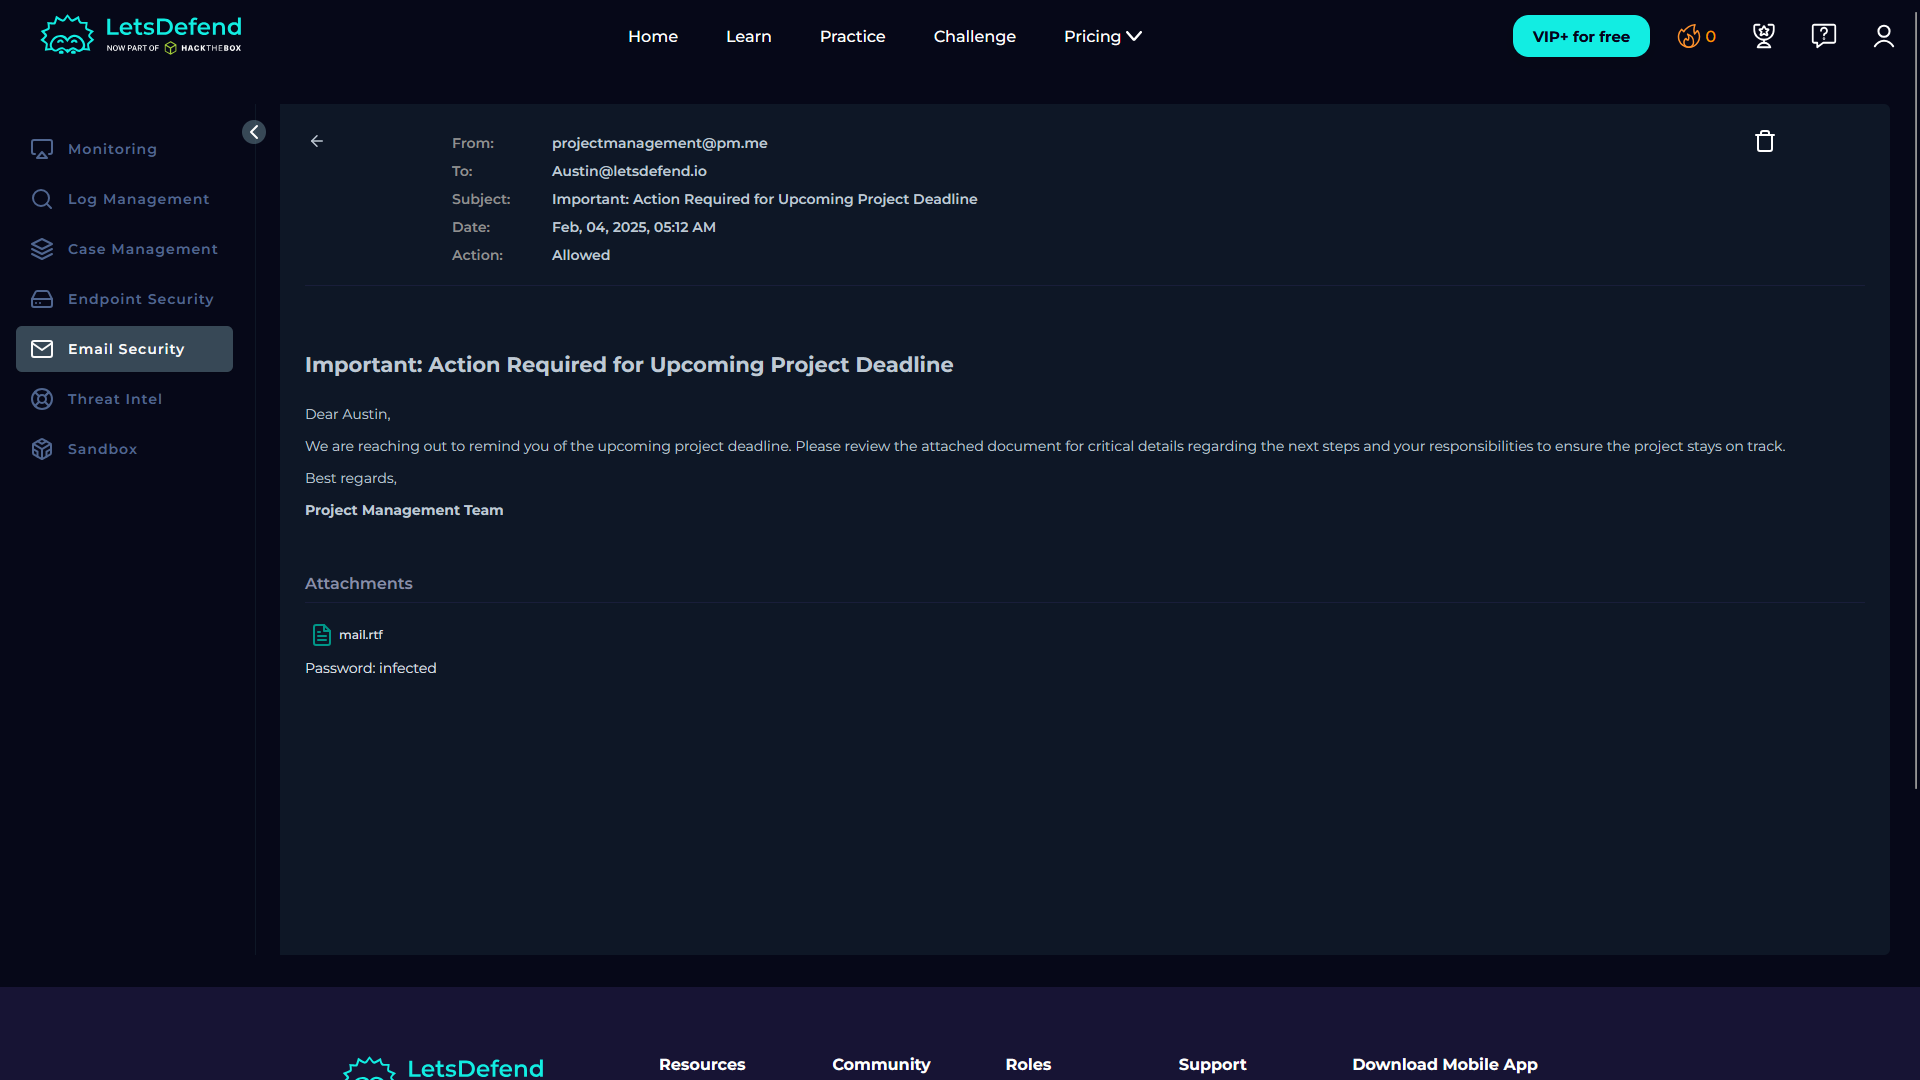 LetsDefend
NOW PART OF HACKTHEBOX
Home
Learn
Practice
Challenge
Pricing
VIP+ for free
0
Monitoring
Log Management
Case Management
Endpoint Security
Email Security
Threat Intel
Sandbox
From: projectmanagement@pm.me
To: Austin@letsdefend.io
Subject: Important: Action Required for Upcoming Project Deadline
Date: Feb, 04, 2025, 05:12 AM
Action: Allowed
Important: Action Required for Upcoming Project Deadline
Dear Austin,
We are reaching out to remind you of the upcoming project deadline. Please review the attached document for critical details regarding the next steps and your responsibilities to ensure the project stays on track.
Best regards,
Project Management Team
Attachments
mail.rtf
Password: infected
LetsDefend
Resources
Community
Roles
Support
Download Mobile App